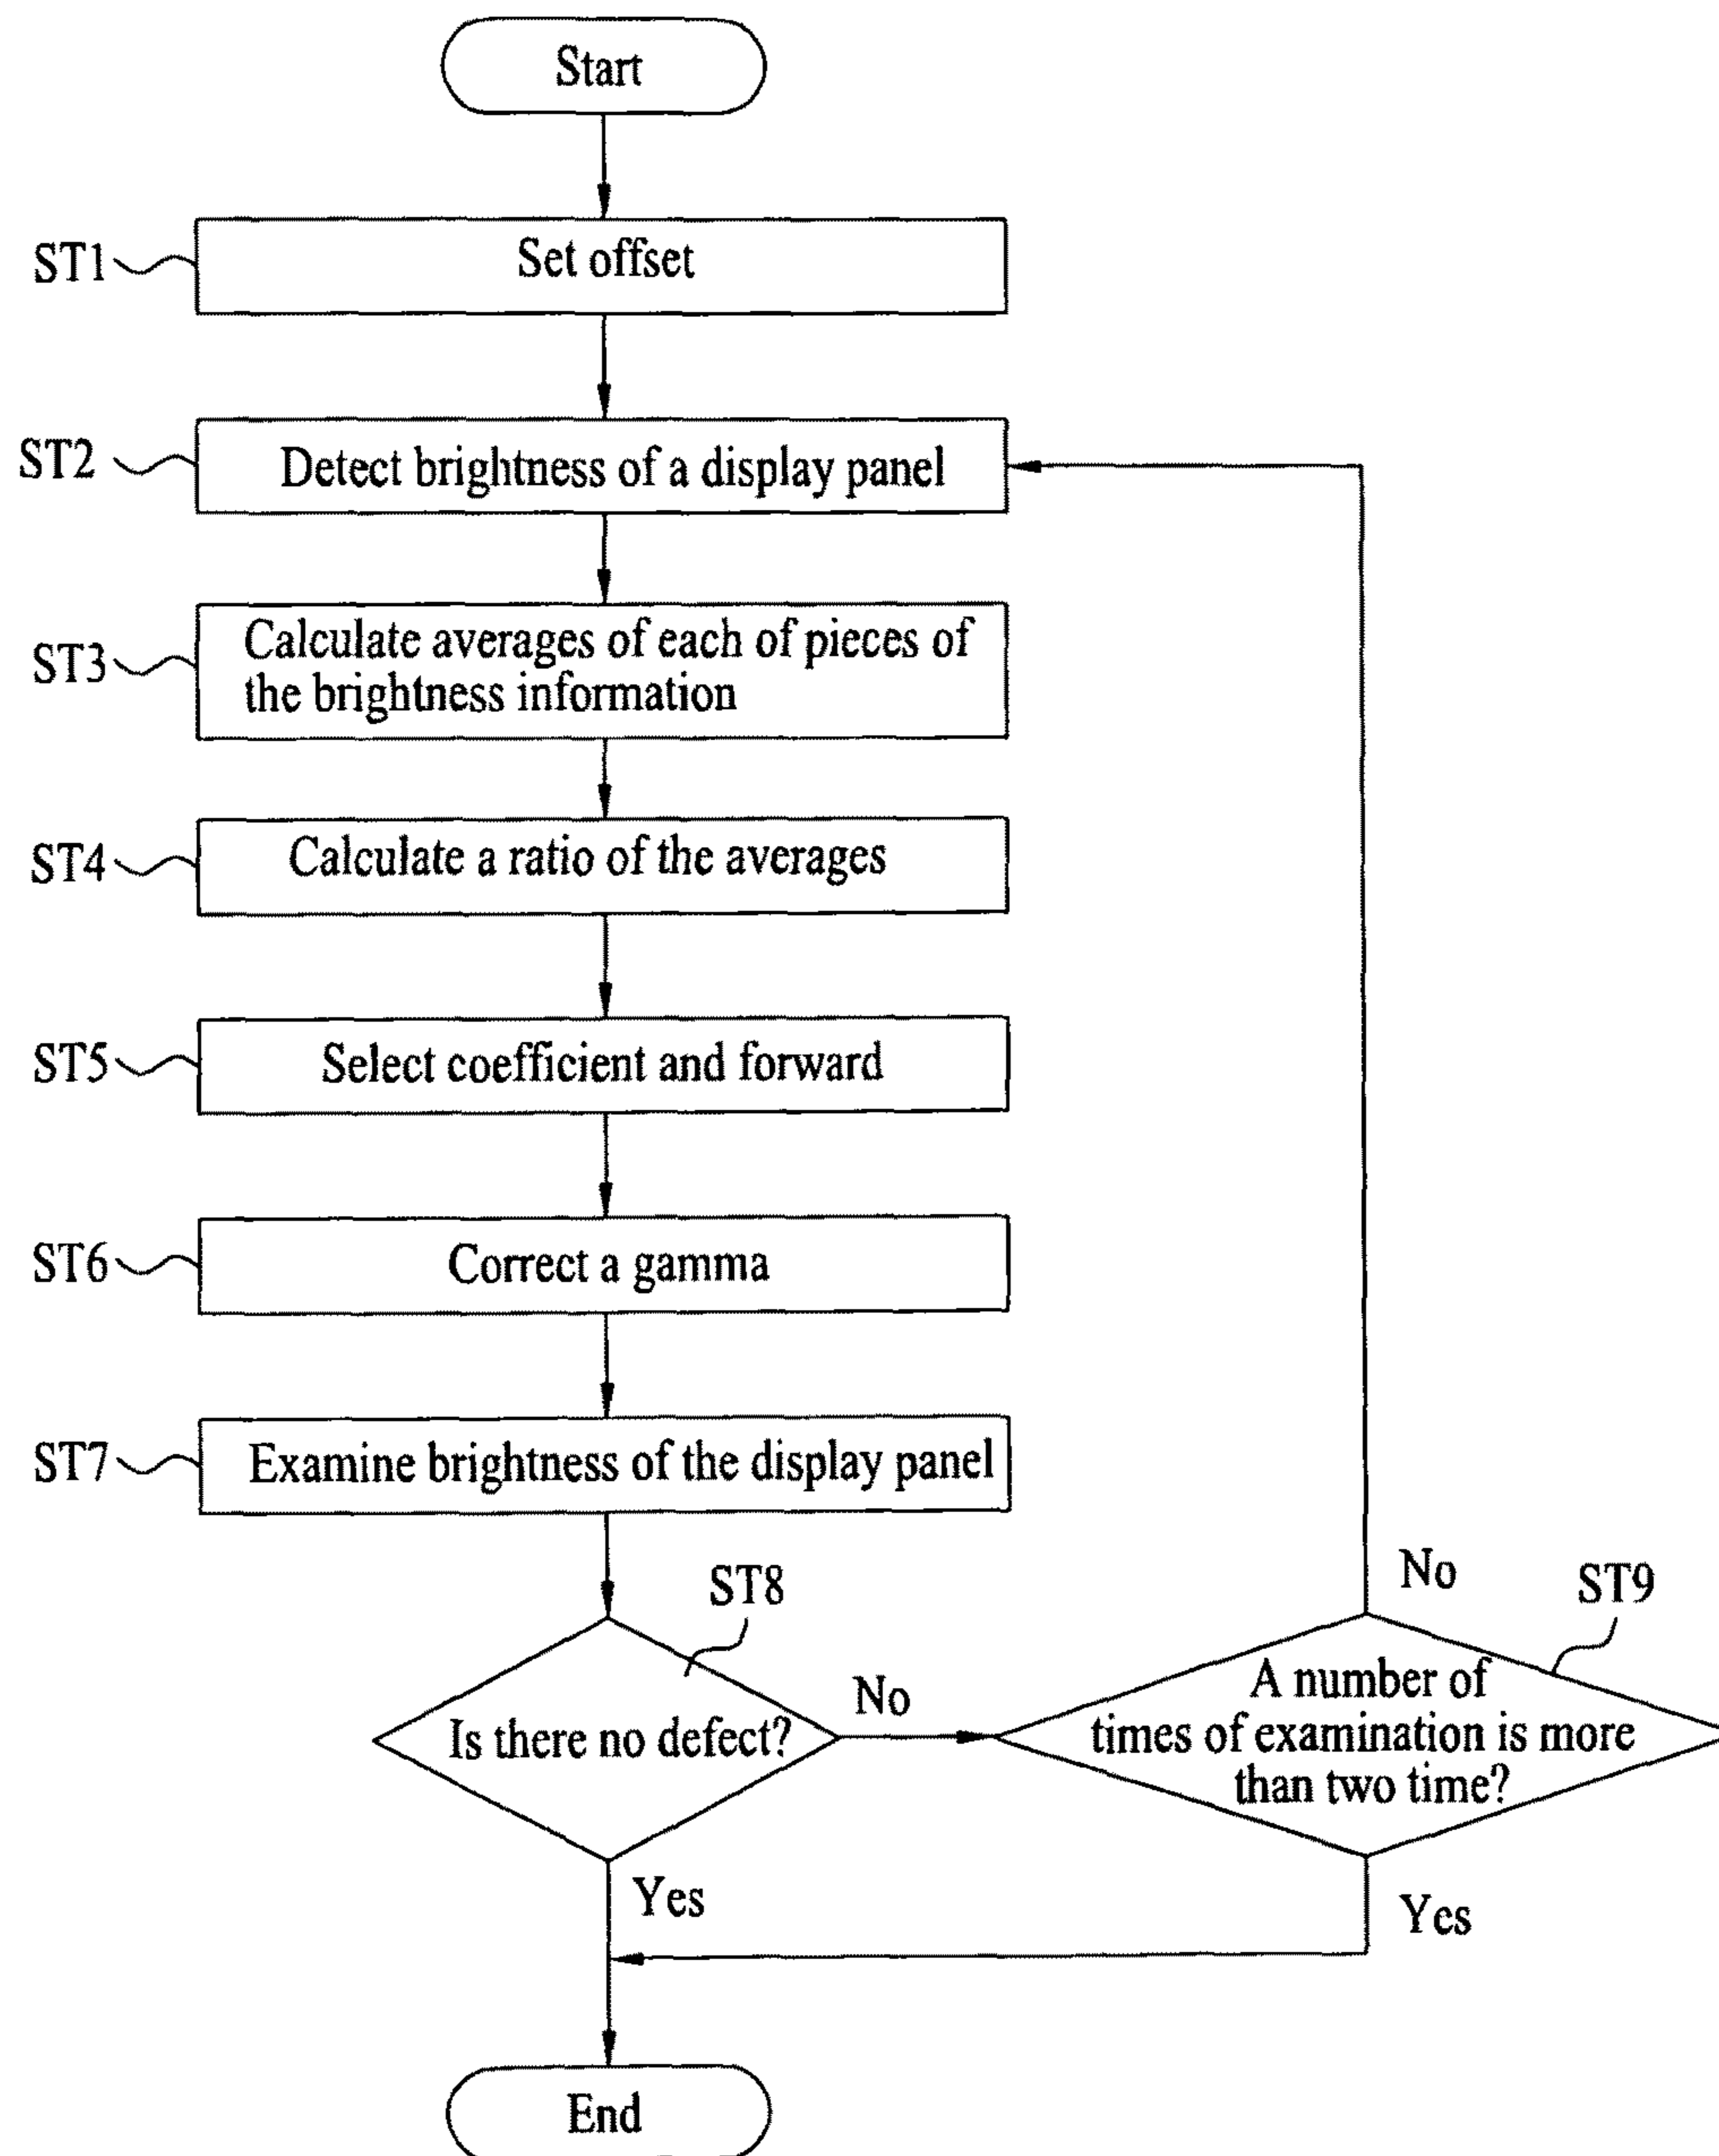 Start
ST1
Set offset
ST2
Detect brightness of a display panel
ST3
Calculate averages of each of pieces of
the brightness information
ST4
Calculate a ratio of the averages
ST5
Select coefficient and forward
ST6
Correct a gamma
ST7
Examine brightness of the display panel
ST8
Is there no defect?
No
ST9
A number of
times of examination is more
than two time?
No
Yes
Yes
End